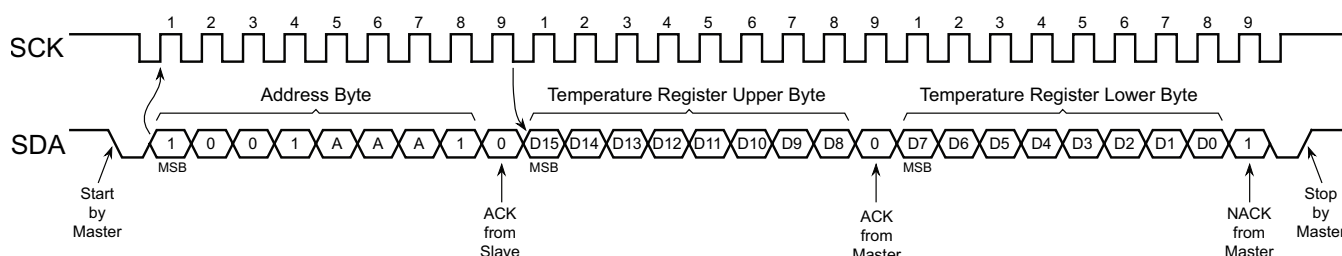 1 2 3 4 5 6 7 8 9 1 2 3 4 5 6 7 8 9 1 2 3 4 5 6 7 8 9
SCK
Address Byte Temperature Register Upper Byte Temperature Register Lower Byte
SDA 1 0 0 1 A A A 1 0 D15 D14 D13 D12 D11 D10 D9 D8 0 D7 D6 D5 D4 D3 D2 D1 D0 1
MSB MSB MSB
Start
by
Master
ACK
from
Slave
ACK
from
Master
NACK
from
Master
Stop
by
Master